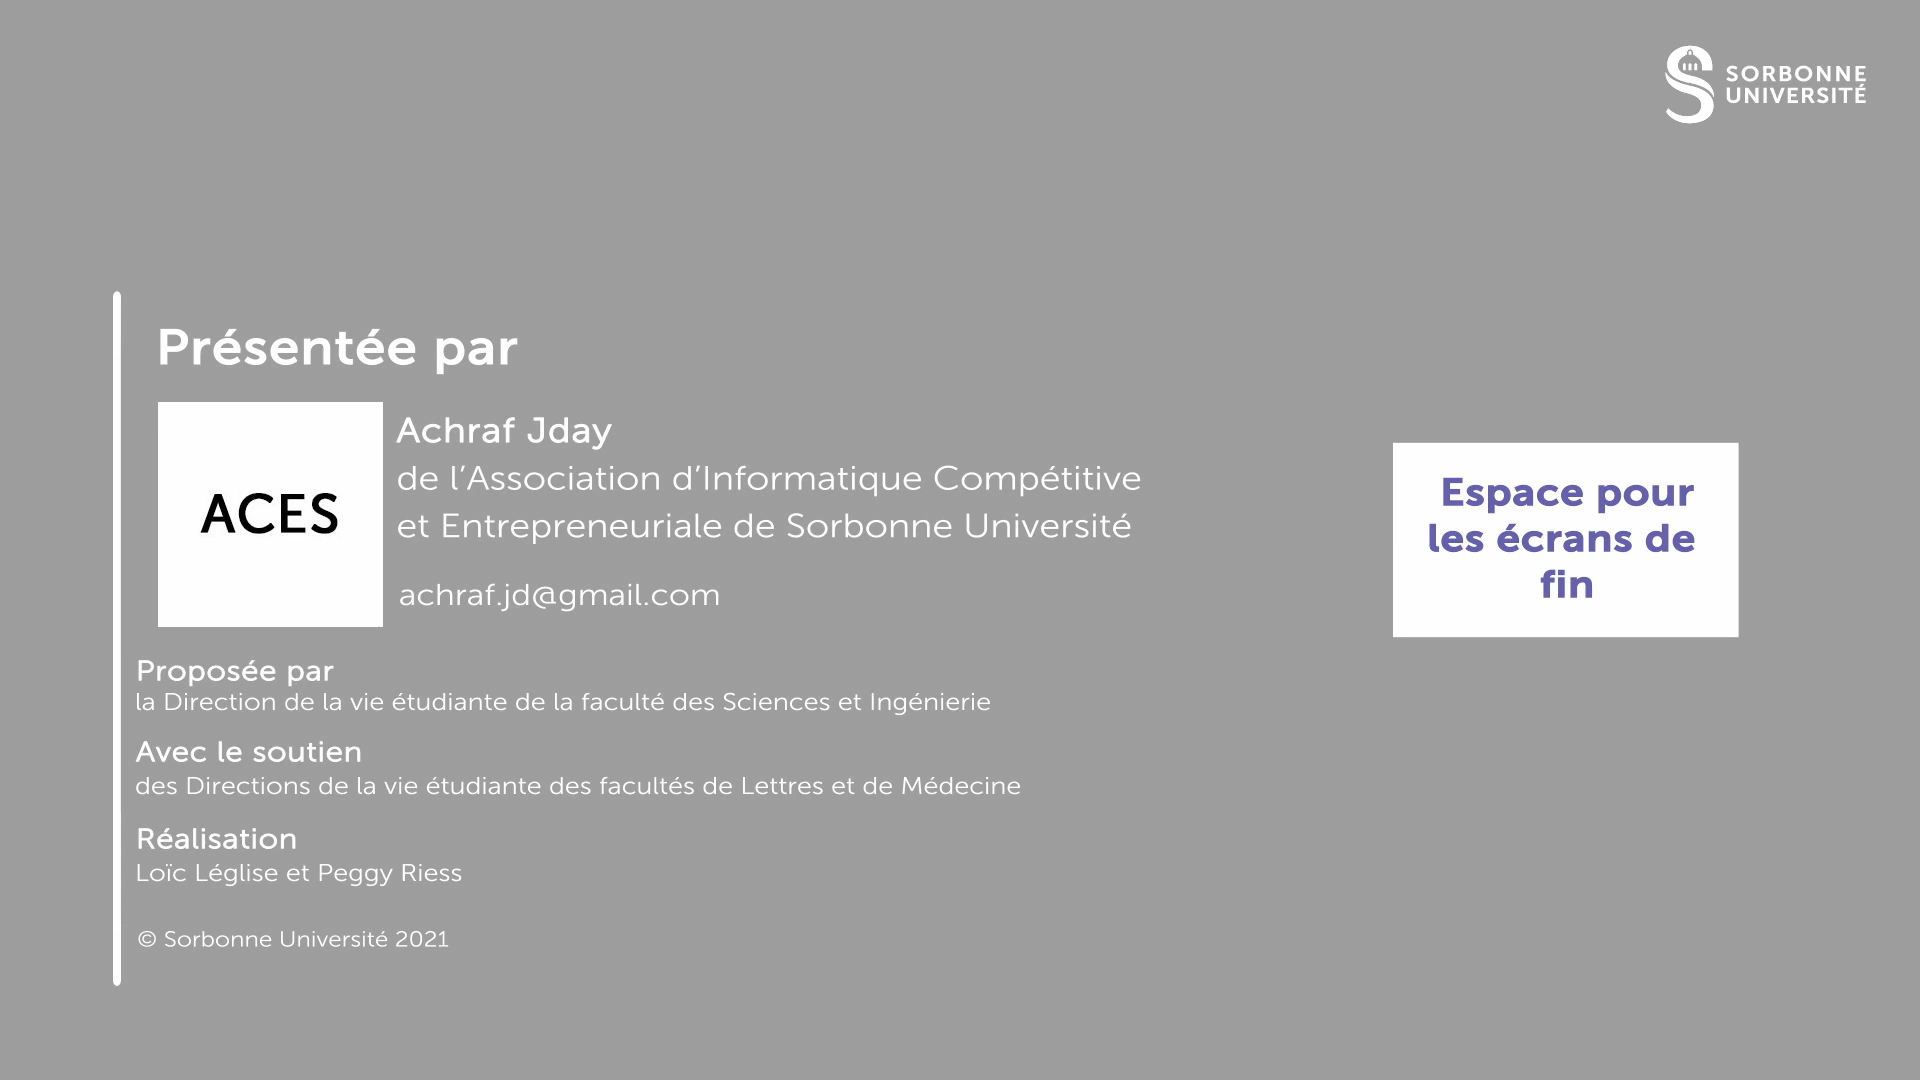 SORBONNE
UNIVERSITÉ
Présentée par
ACES
Achraf Jday
de l’Association d’Informatique Compétitive
et Entrepreneuriale de Sorbonne Université
achraf.jd@gmail.com
Espace pour
les écrans de
fin
Proposée par
la Direction de la vie étudiante de la faculté des Sciences et Ingénierie
Avec le soutien
des Directions de la vie étudiante des facultés de Lettres et de Médecine
Réalisation
Loïc Léglise et Peggy Riess
© Sorbonne Université 2021